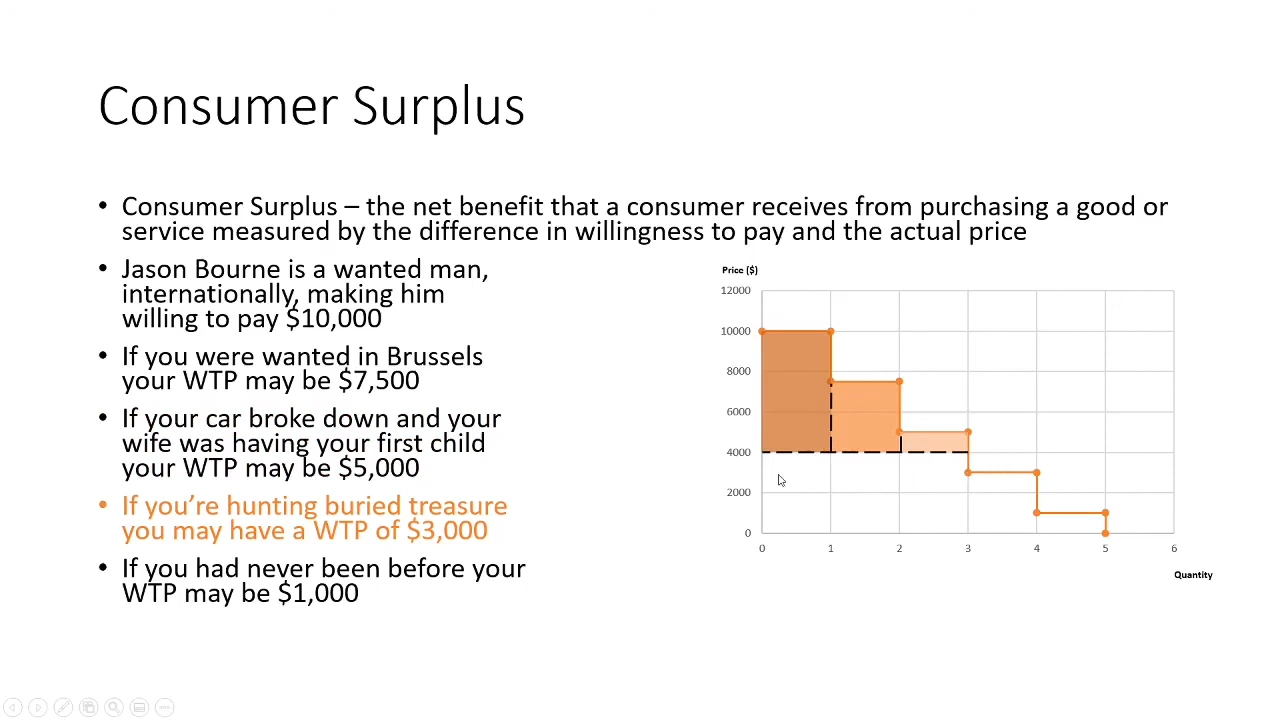 Consumer Surplus
• Consumer Surplus – the net benefit that a consumer receives from purchasing a good or
service measured by the difference in willingness to pay and the actual price
• Jason Bourne is a wanted man,
internationally, making him
willing to pay $10,000
• If you were wanted in Brussels
your WTP may be $7,500
• If your car broke down and your
wife was having your first child
your WTP may be $5,000
• If you’re hunting buried treasure
you may have a WTP of $3,000
• If you had never been before your
WTP may be $1,000
Price ($)
12000
10000
8000
6000
4000
2000
0
0 1 2 3 4 5 6
Quantity